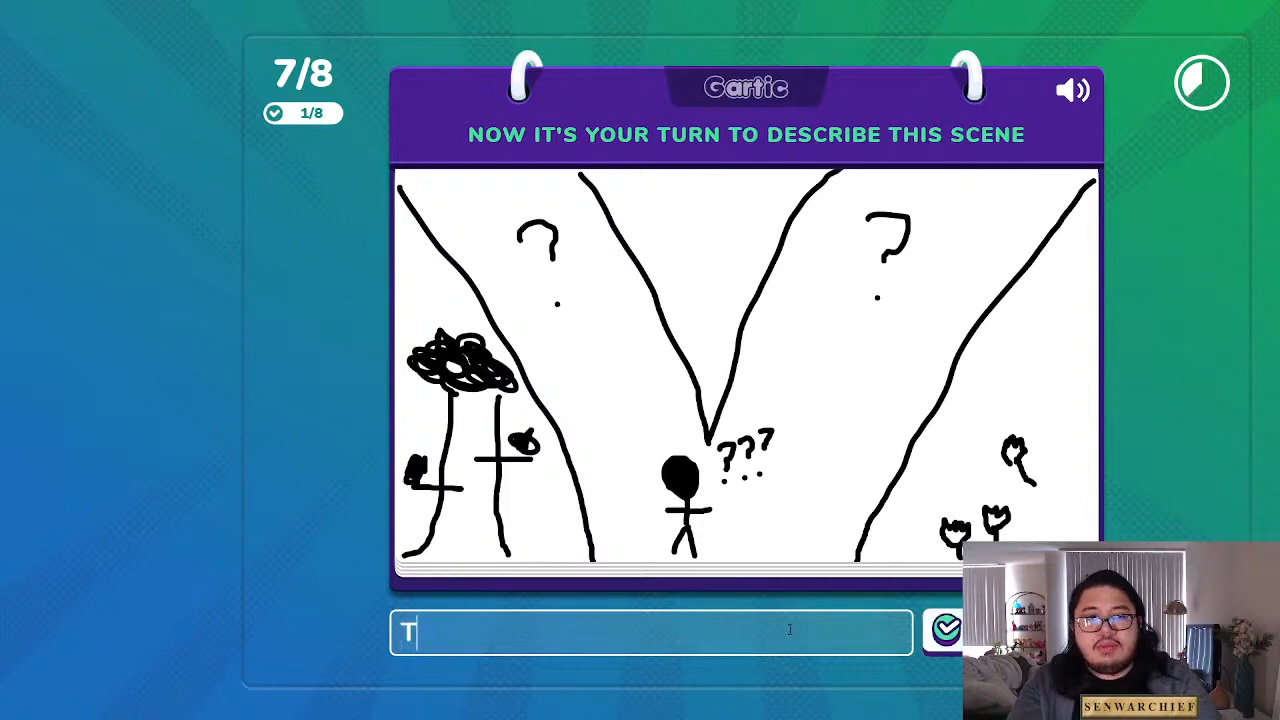 7/8
1/8
Gartic
NOW IT'S YOUR TURN TO DESCRIBE THIS SCENE
? ?
???
T
SENWARCHIEF